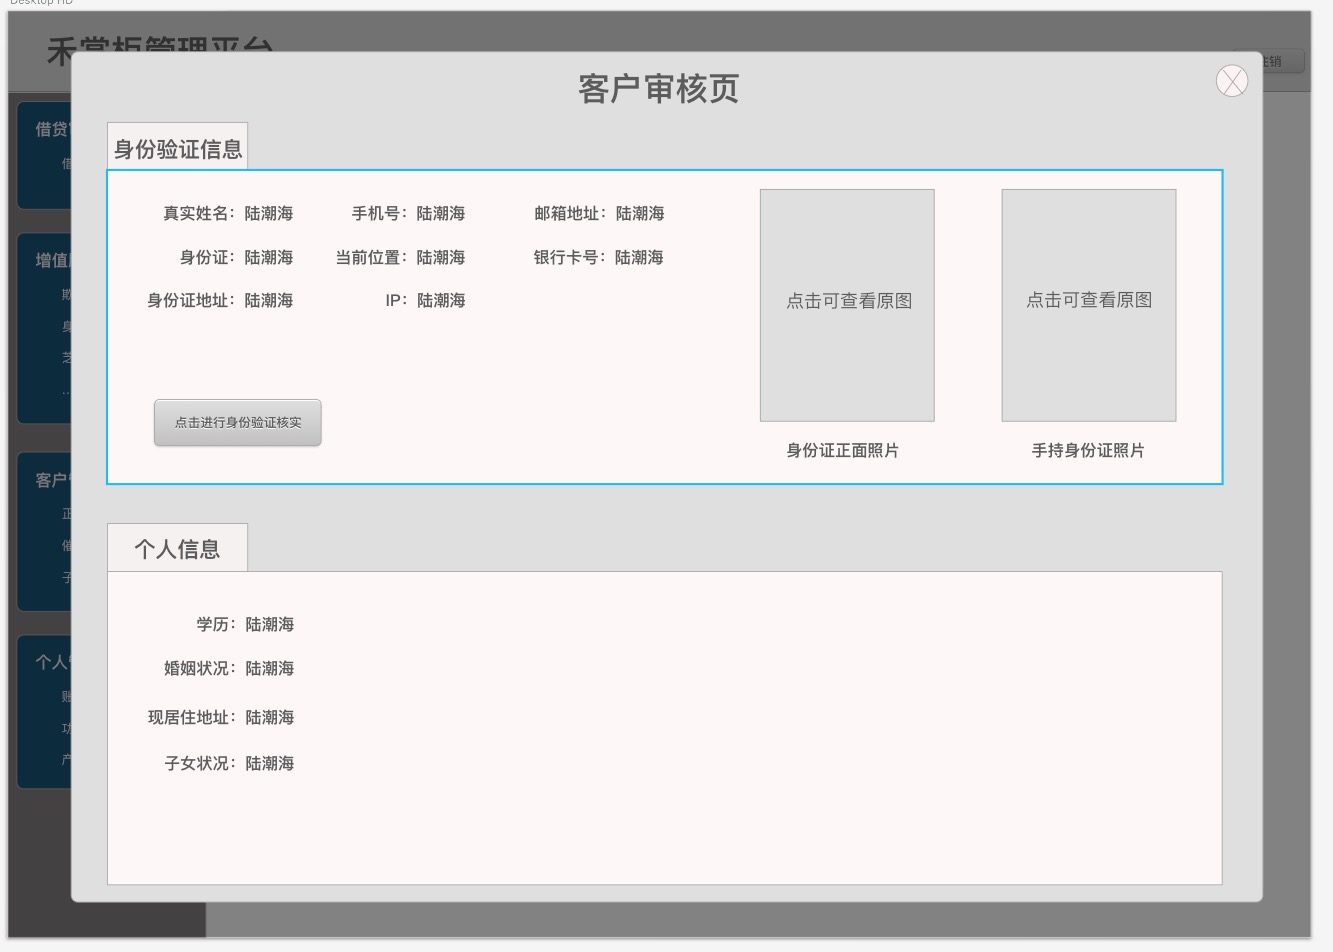 Desktop HD
禾掌柜管理平台
注销
客户审核页
身份验证信息
真实姓名：陆潮海 手机号：陆潮海 邮箱地址：陆潮海
身份证：陆潮海 当前位置：陆潮海 银行卡号：陆潮海
身份证地址：陆潮海 IP：陆潮海
点击可查看原图 点击可查看原图
点击进行身份验证核实
身份证正面照片 手持身份证照片
个人信息
学历：陆潮海
婚姻状况：陆潮海
现居住地址：陆潮海
子女状况：陆潮海
借贷
借
增值
身
芝
...
客户
正
催
子
个人
账
功
产